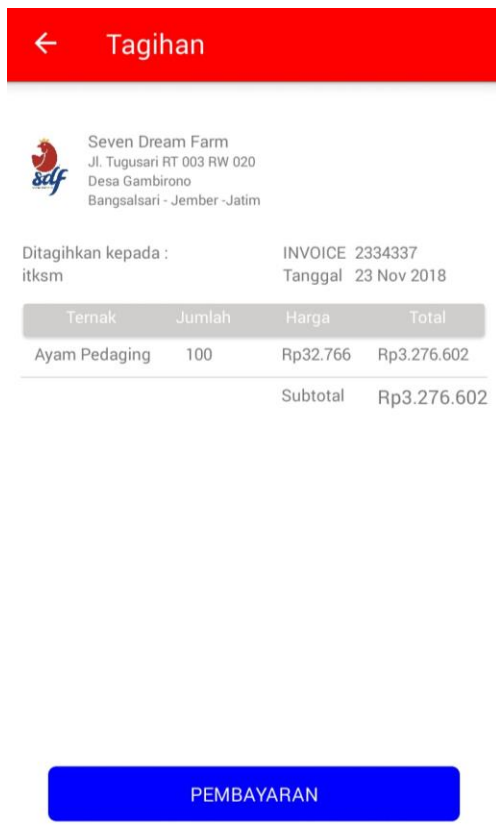 Tagihan
Seven Dream Farm
Jl. Tugusari RT 003 RW 020
Desa Gambirono
Bangsalsari - Jember -Jatim
sdf
Ditagihkan kepada :
itksm
INVOICE 2334337
Tanggal 23 Nov 2018
Ternak Jumlah Harga Total
Ayam Pedaging 100 Rp32.766 Rp3.276.602
Subtotal Rp3.276.602
PEMBAYARAN